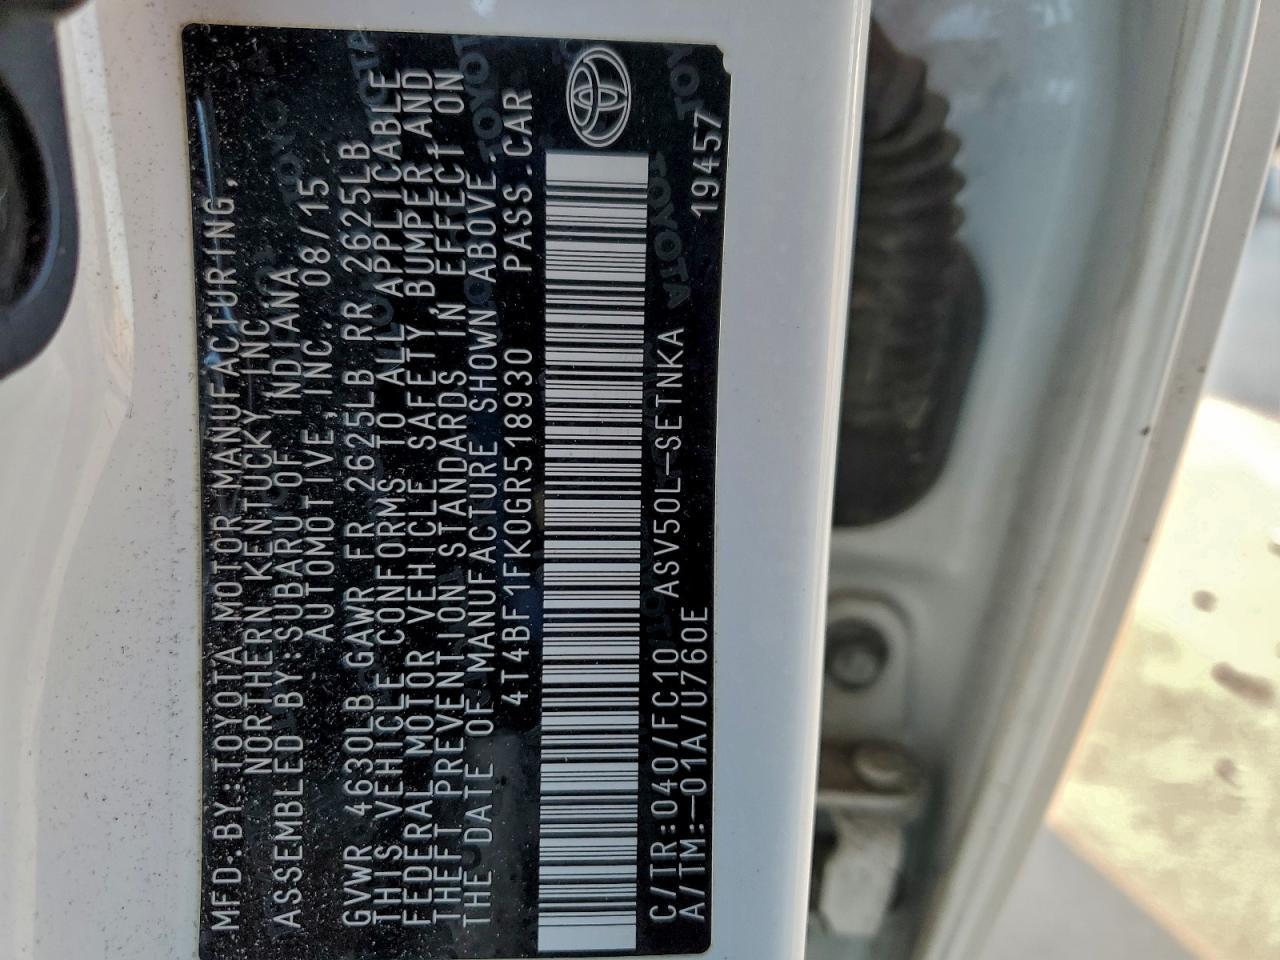 MFD.BY:TOYOTA MOTOR MANUFACTURING,
NORTHERN KENTUCKY,INC.
ASSEMBLED BY:SUBARU OF INDIANA
AUTOMOTIVE,INC. 08/15
GVWR 4630LB GAWR FR 2625LB RR 2625LB
THIS VEHICLE CONFORMS TO ALL APPLICABLE
FEDERAL MOTOR VEHICLE SAFETY,BUMPER,AND
THEFT PREVENTION STANDARDS IN EFFECT ON
THE DATE OF MANUFACTURE SHOWN ABOVE.
4T4BF1FK0GR518930 PASS.CAR
C/TR:040/FC10 ASV50L-SETNKA
A/TM:-01A/U760E 19457